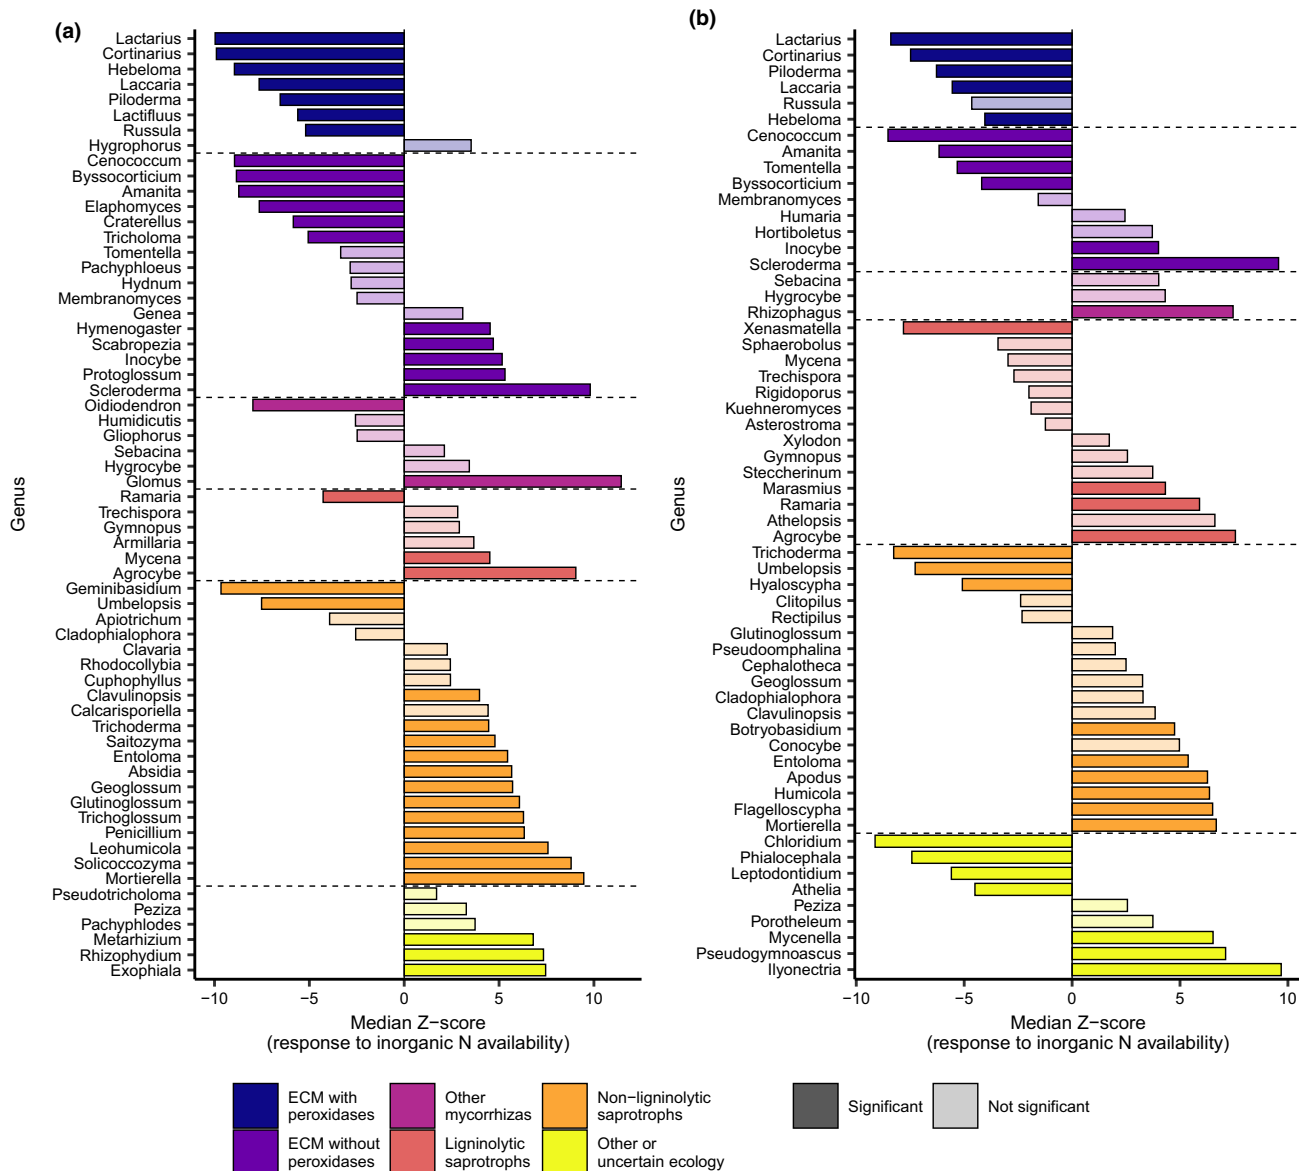 (a)
Lactarius
Cortinarius
Hebeloma
Laccaria
Piloderma
Lactifluus
Russula
Hygrophorus
Cenococcum
Byssocorticium
Amanita
Elaphomyces
Craterellus
Tricholoma
Tomentella
Pachyphloeus
Hydnum
Membranomyces
Genea
Hymenogaster
Scabropezia
Inocybe
Protoglossum
Scleroderma
Oidiodendron
Humidicutis
Gliophorus
Sebacina
Hygrocybe
Glomus
Ramaria
Trechispora
Gymnopus
Armillaria
Mycena
Agrocybe
Geminibasidium
Umbelopsis
Apiotrichum
Cladophialophora
Clavaria
Rhodocollybia
Cuphophyllus
Clavulinopsis
Calcarisporiella
Trichoderma
Saitozyma
Entoloma
Absidia
Geoglossum
Glutinoglossum
Trichoglossum
Penicillium
Leohumicola
Solicoccozyma
Mortierella
Pseudotricholoma
Peziza
Pachyphlodes
Metarhizium
Rhizophydium
Exophiala
Genus
−10 −5 0 5 10
Median Z−score
(response to inorganic N availability)
(b)
Lactarius
Cortinarius
Piloderma
Laccaria
Russula
Hebeloma
Cenococcum
Amanita
Tomentella
Byssocorticium
Membranomyces
Humaria
Hortiboletus
Inocybe
Scleroderma
Sebacina
Hygrocybe
Rhizophagus
Xenasmatella
Sphaerobolus
Mycena
Trechispora
Rigidoporus
Kuehneromyces
Asterostroma
Xylodon
Gymnopus
Steccherinum
Marasmius
Ramaria
Athelopsis
Agrocybe
Trichoderma
Umbelopsis
Hyaloscypha
Clitopilus
Rectipilus
Glutinoglossum
Pseudoomphalina
Cephalotheca
Geoglossum
Cladophialophora
Clavulinopsis
Botryobasidium
Conocybe
Entoloma
Apodus
Humicola
Flagelloscypha
Mortierella
Chloridium
Phialocephala
Leptodontidium
Athelia
Peziza
Porotheleum
Mycenella
Pseudogymnoascus
Ilyonectria
Genus
−10 −5 0 5 10
Median Z−score
(response to inorganic N availability)
ECM with
peroxidases
ECM without
peroxidases
Other
mycorrhizas
Ligninolytic
saprotrophs
Non−ligninolytic
saprotrophs
Other or
uncertain ecology
Significant
Not significant